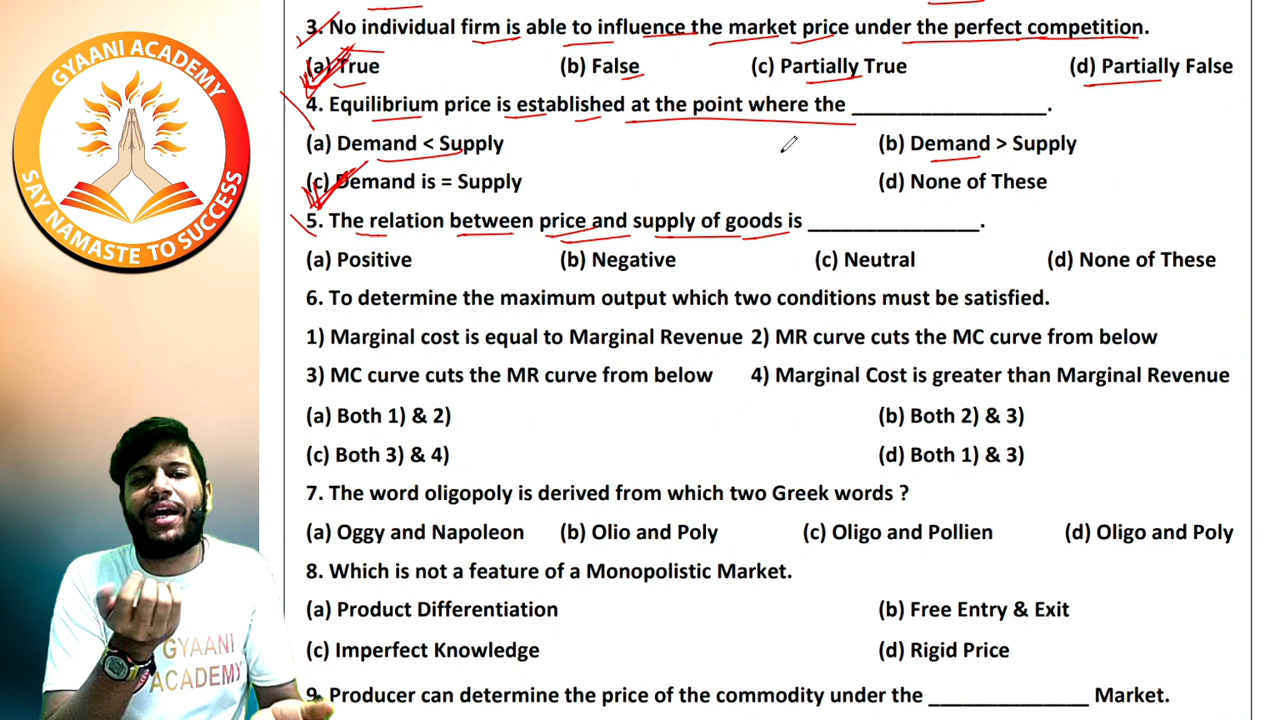 GYAANI ACADEMY
SAY NAMASTE TO SUCCESS
3. No individual firm is able to influence the market price under the perfect competition.
(a) True (b) False (c) Partially True (d) Partially False
4. Equilibrium price is established at the point where the _________________.
(a) Demand < Supply (b) Demand > Supply
(c) Demand is = Supply (d) None of These
5. The relation between price and supply of goods is _______________.
(a) Positive (b) Negative (c) Neutral (d) None of These
6. To determine the maximum output which two conditions must be satisfied.
1) Marginal cost is equal to Marginal Revenue 2) MR curve cuts the MC curve from below
3) MC curve cuts the MR curve from below 4) Marginal Cost is greater than Marginal Revenue
(a) Both 1) & 2) (b) Both 2) & 3)
(c) Both 3) & 4) (d) Both 1) & 3)
7. The word oligopoly is derived from which two Greek words ?
(a) Oggy and Napoleon (b) Olio and Poly (c) Oligo and Pollien (d) Oligo and Poly
8. Which is not a feature of a Monopolistic Market.
(a) Product Differentiation (b) Free Entry & Exit
(c) Imperfect Knowledge (d) Rigid Price
9. Producer can determine the price of the commodity under the ______________ Market.
GYAANI
ACADEMY